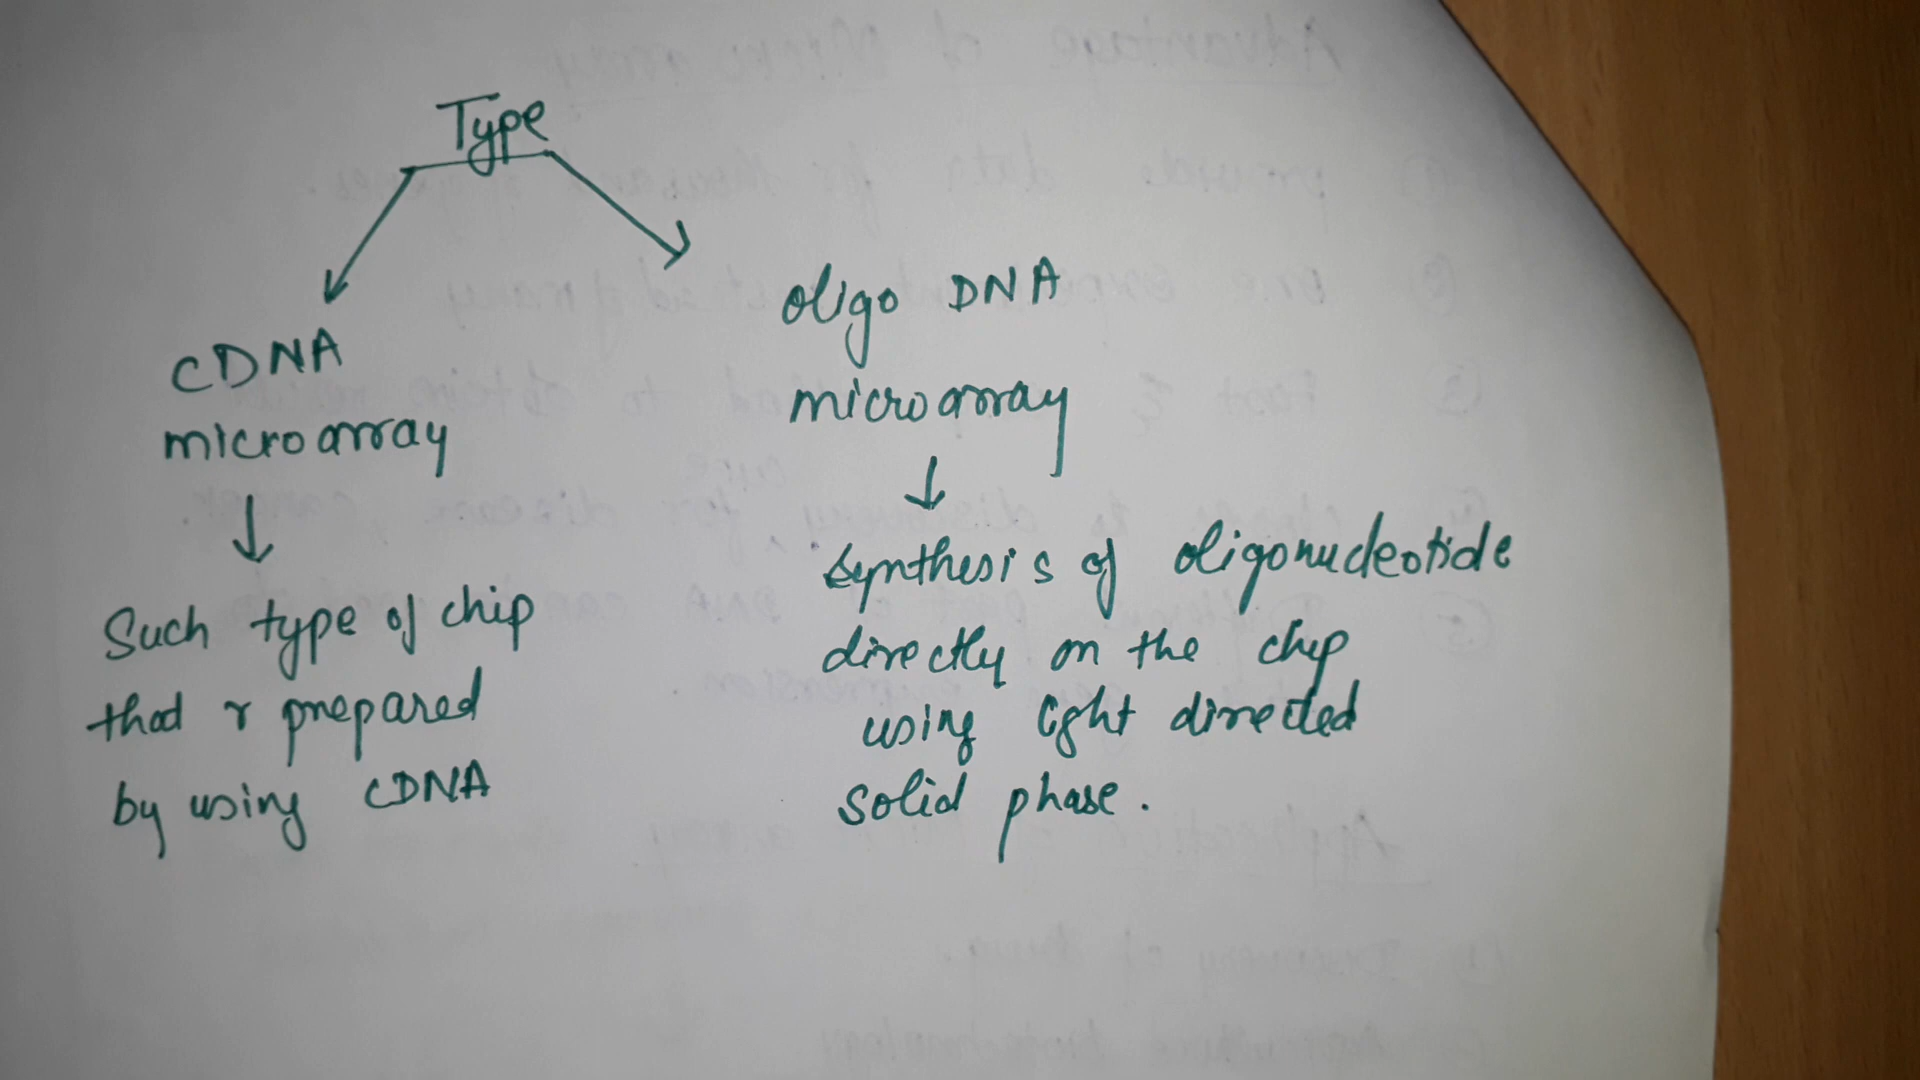 Type
CDNA
microarray
Such type of chip
that r prepared
by using CDNA
oligo DNA
microarray
synthesis of oligonucleotide
directly on the chip
using light directed
solid phase.